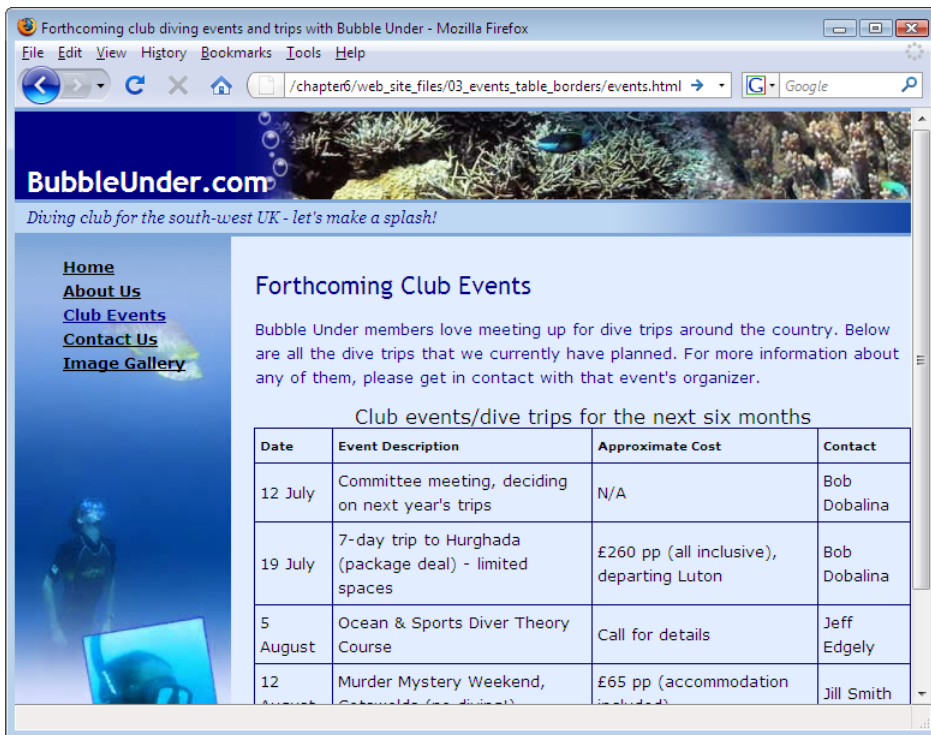 Forthcoming club diving events and trips with Bubble Under - Mozilla Firefox
File Edit View History Bookmarks Tools Help
/chapter6/web_site_files/03_events_table_borders/events.html
G Google
BubbleUnder.com
Diving club for the south-west UK - let's make a splash!
Home
About Us
Club Events
Contact Us
Image Gallery
Forthcoming Club Events
Bubble Under members love meeting up for dive trips around the country. Below
are all the dive trips that we currently have planned. For more information about
any of them, please get in contact with that event's organizer.
Club events/dive trips for the next six months
Date Event Description Approximate Cost Contact
12 July Committee meeting, deciding on next year's trips N/A Bob Dobalina
19 July 7-day trip to Hurghada (package deal) - limited spaces £260 pp (all inclusive), departing Luton Bob Dobalina
5 August Ocean & Sports Diver Theory Course Call for details Jeff Edgely
12 August Murder Mystery Weekend, Cotswolds (no diving!) £65 pp (accommodation included) Jill Smith